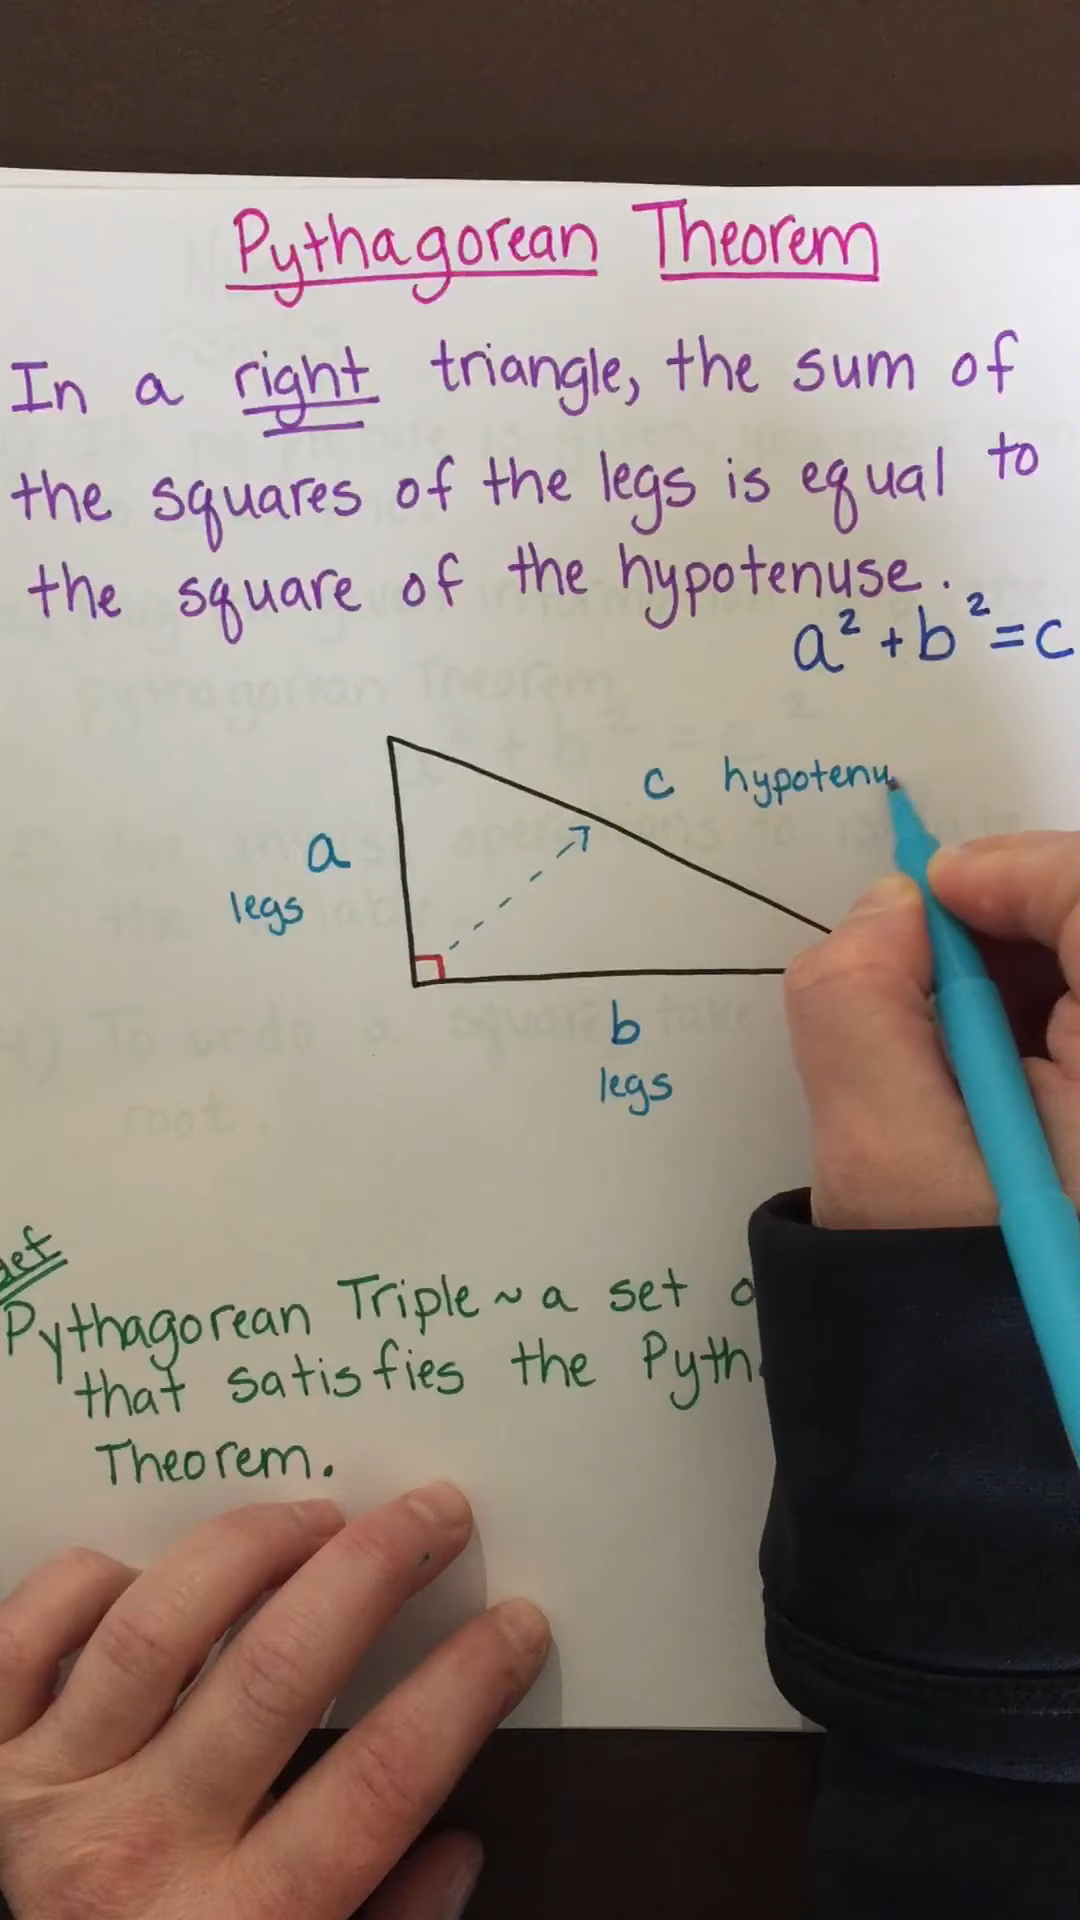 Pythagorean Theorem
In a right triangle, the sum of
the squares of the legs is equal to
the square of the hypotenuse.
a² + b² = c
c hypotenu
a
legs
b
legs
def
Pythagorean Triple ~ a set
that satisfies the Pyth
Theorem.